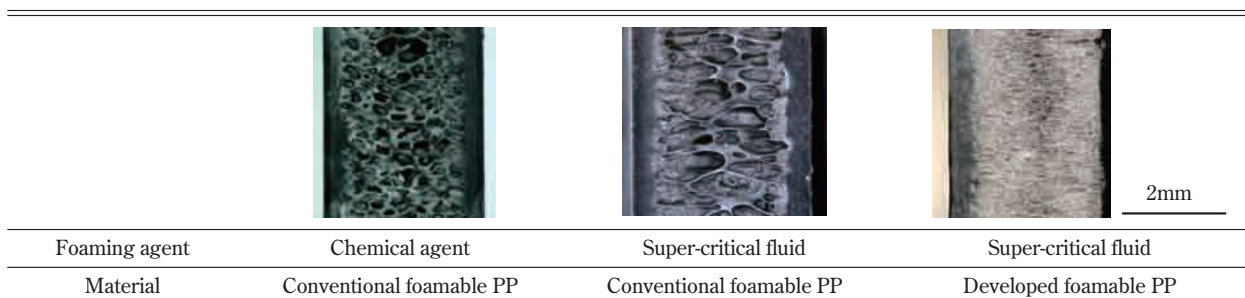 2mm
Foaming agent Chemical agent Super-critical fluid Super-critical fluid
Material Conventional foamable PP Conventional foamable PP Developed foamable PP